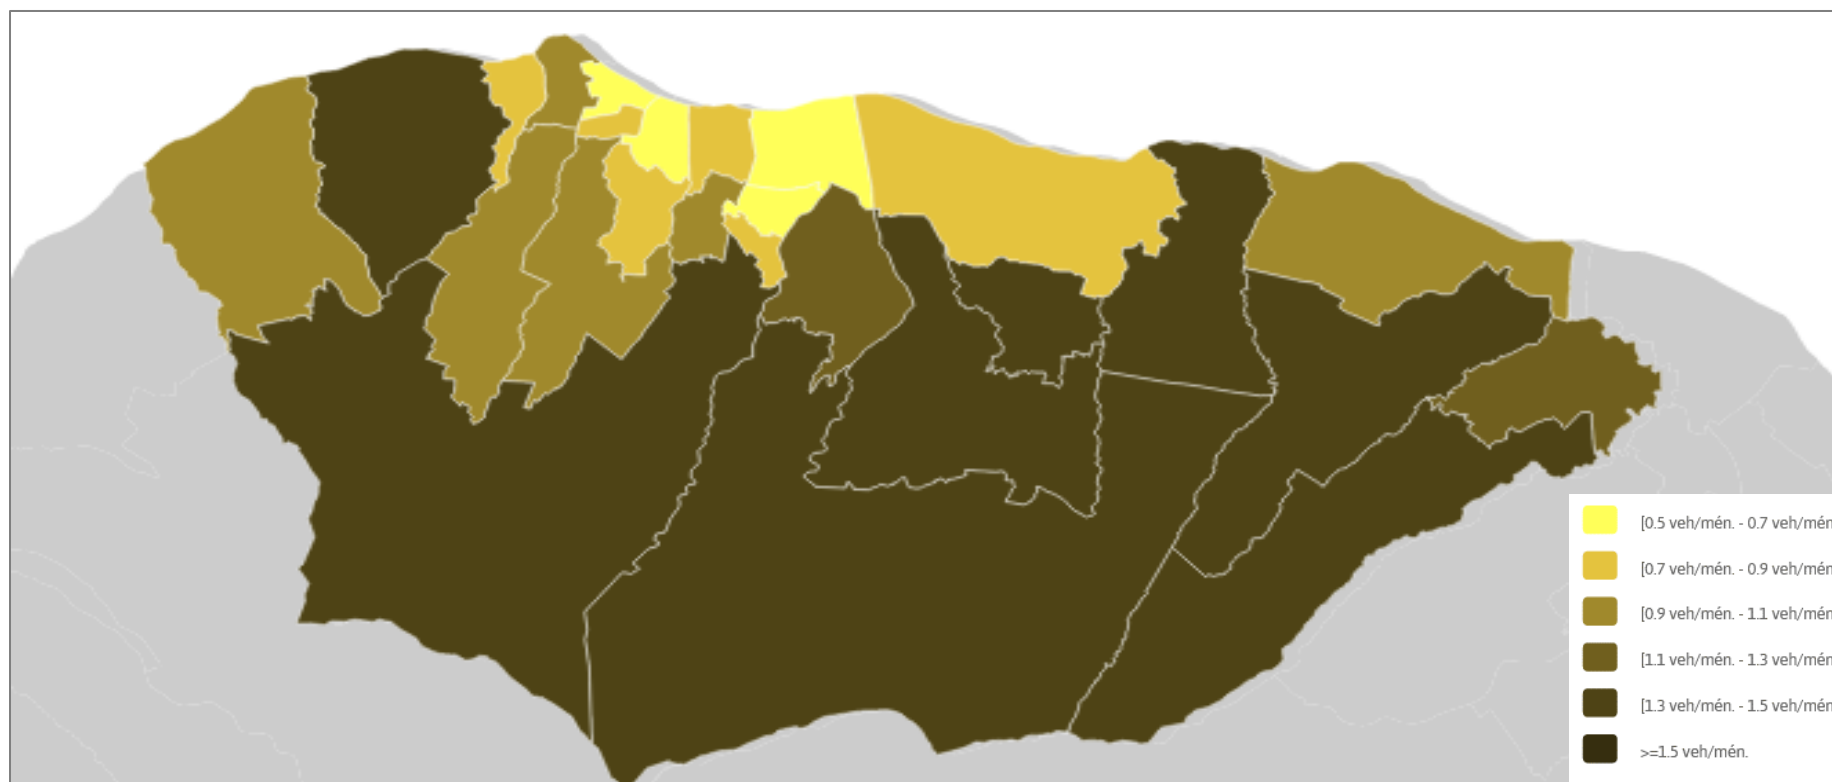 [0.5 veh/mén. - 0.7 veh/mén
[0.7 veh/mén. - 0.9 veh/mén
[0.9 veh/mén. - 1.1 veh/mén
[1.1 veh/mén. - 1.3 veh/mén
[1.3 veh/mén. - 1.5 veh/mén
>=1.5 veh/mén.